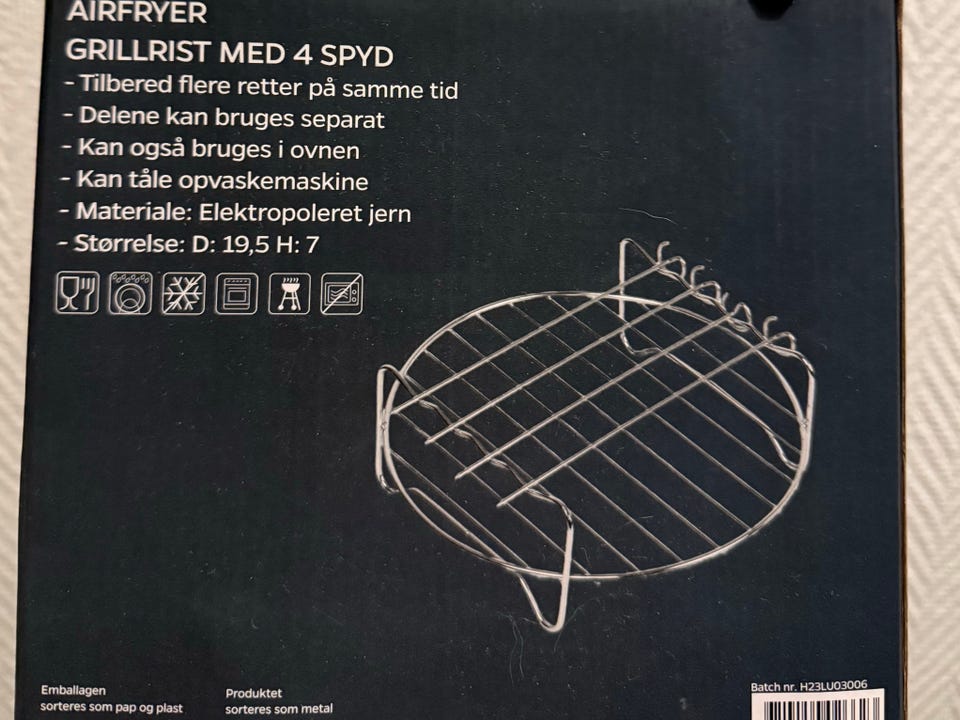 AIRFRYER
GRILLRIST MED 4 SPYD
- Tilbered flere retter på samme tid
- Delene kan bruges separat
- Kan også bruges i ovnen
- Kan tåle opvaskemaskine
- Materiale: Elektropoleret jern
- Størrelse: D: 19,5 H: 7
Emballagen
sorteres som pap og plast
Produktet
sorteres som metal
Batch nr. H23LU03006